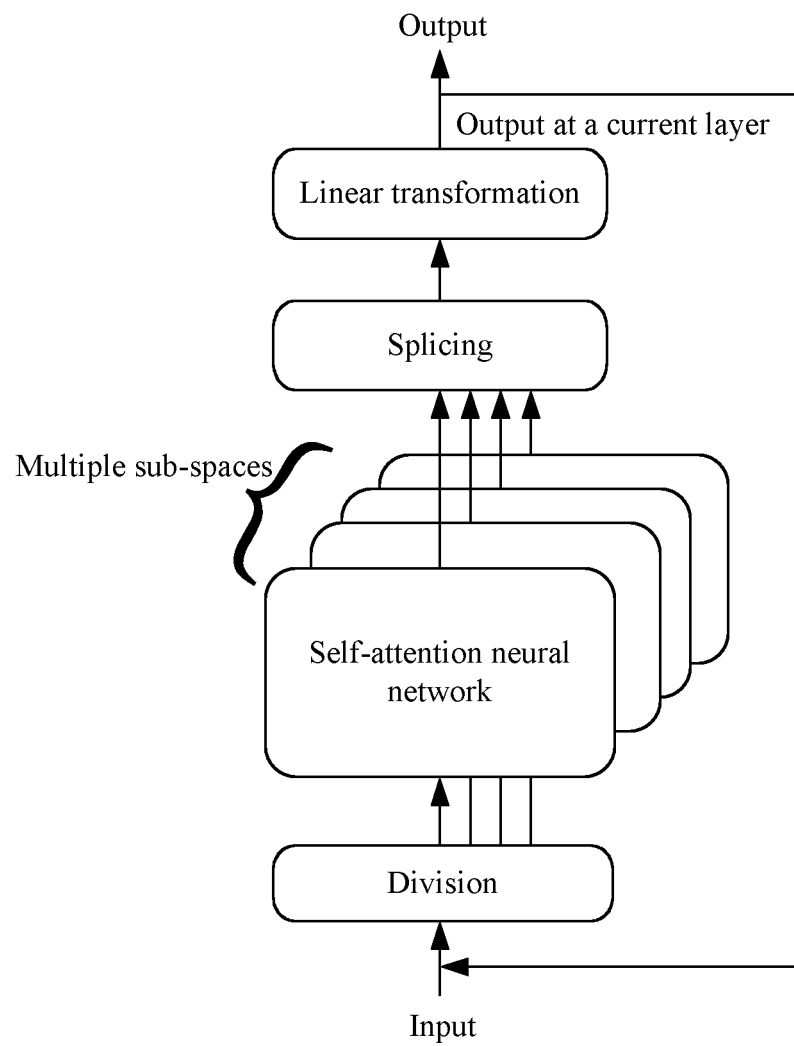 Output
Output at a current layer
Linear transformation
Splicing
Multiple sub-spaces
Self-attention neural
network
Division
Input